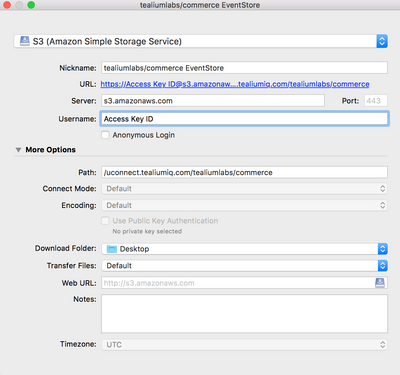 tealiumlabs/commerce EventStore
S3 (Amazon Simple Storage Service)
Nickname: tealiumlabs/commerce EventStore
URL: https://Access Key ID@s3.amazonaw....tealiumiq.com/tealiumlabs/commerce
Server: s3.amazonaws.com Port: 443
Username: Access Key ID
Anonymous Login
More Options
Path: /uconnect.tealiumiq.com/tealiumlabs/commerce
Connect Mode: Default
Encoding: Default
Use Public Key Authentication
No private key selected
Download Folder: Desktop
Transfer Files: Default
Web URL: http://s3.amazonaws.com
Notes:
Timezone: UTC